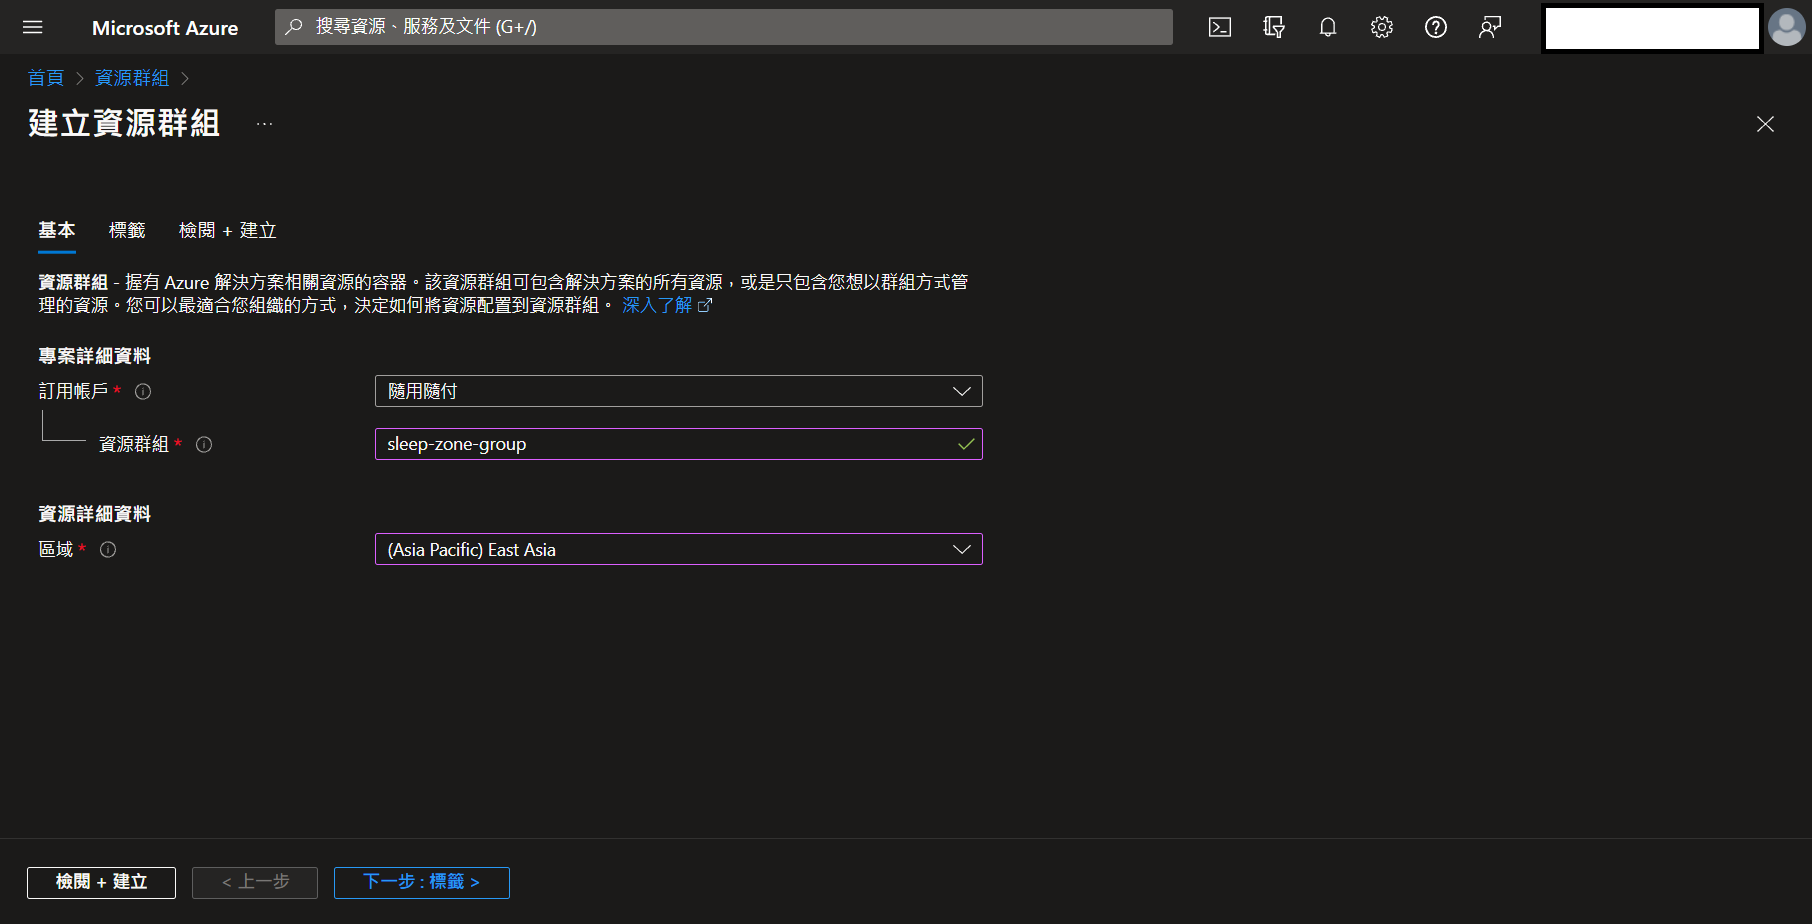 Microsoft Azure
搜尋資源、服務及文件 (G+/)
首頁 > 資源群組 >
建立資源群組 ...
基本 標籤 檢閱 + 建立
資源群組 - 握有 Azure 解決方案相關資源的容器。該資源群組可包含解決方案的所有資源，或是只包含您想以群組方式管
理的資源。您可以最適合您組織的方式，決定如何將資源配置到資源群組。 深入了解
專案詳細資料
訂用帳戶 *
隨用隨付
資源群組 *
sleep-zone-group
資源詳細資料
區域 *
(Asia Pacific) East Asia
檢閱 + 建立
< 上一步
下一步 : 標籤 >